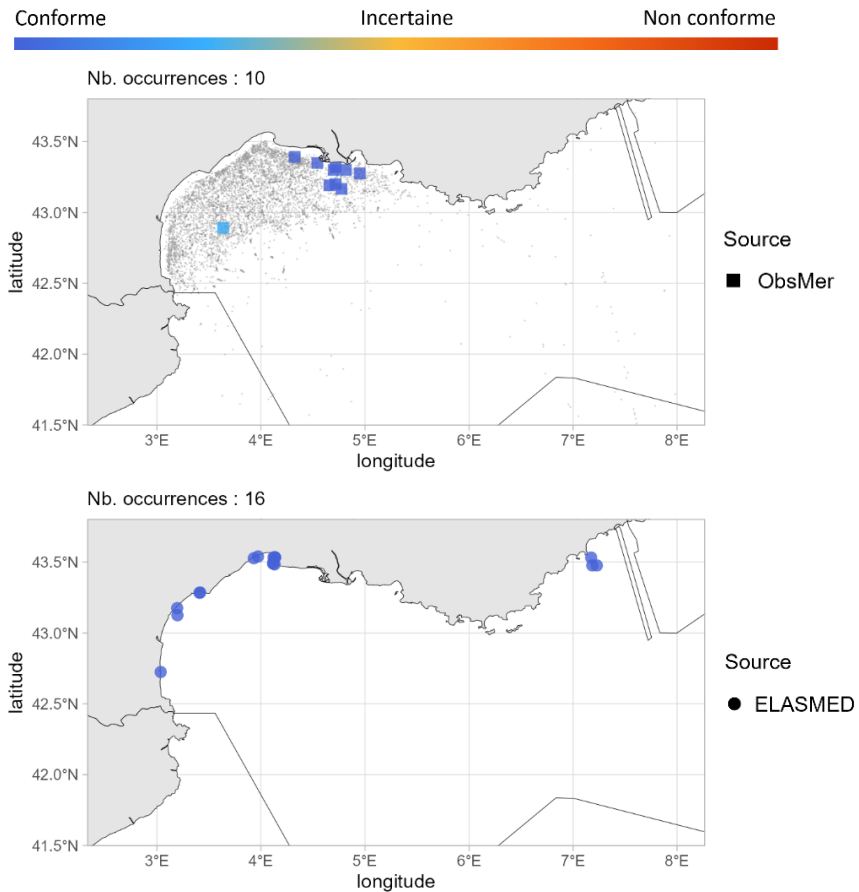 Conforme Incertaine Non conforme
Nb. occurrences : 10
43.5°N
43.0°N
42.5°N
42.0°N
41.5°N
latitude
3°E 4°E 5°E 6°E 7°E 8°E
longitude
Source
ObsMer
Nb. occurrences : 16
43.5°N
43.0°N
42.5°N
42.0°N
41.5°N
latitude
3°E 4°E 5°E 6°E 7°E 8°E
longitude
Source
ELASMED